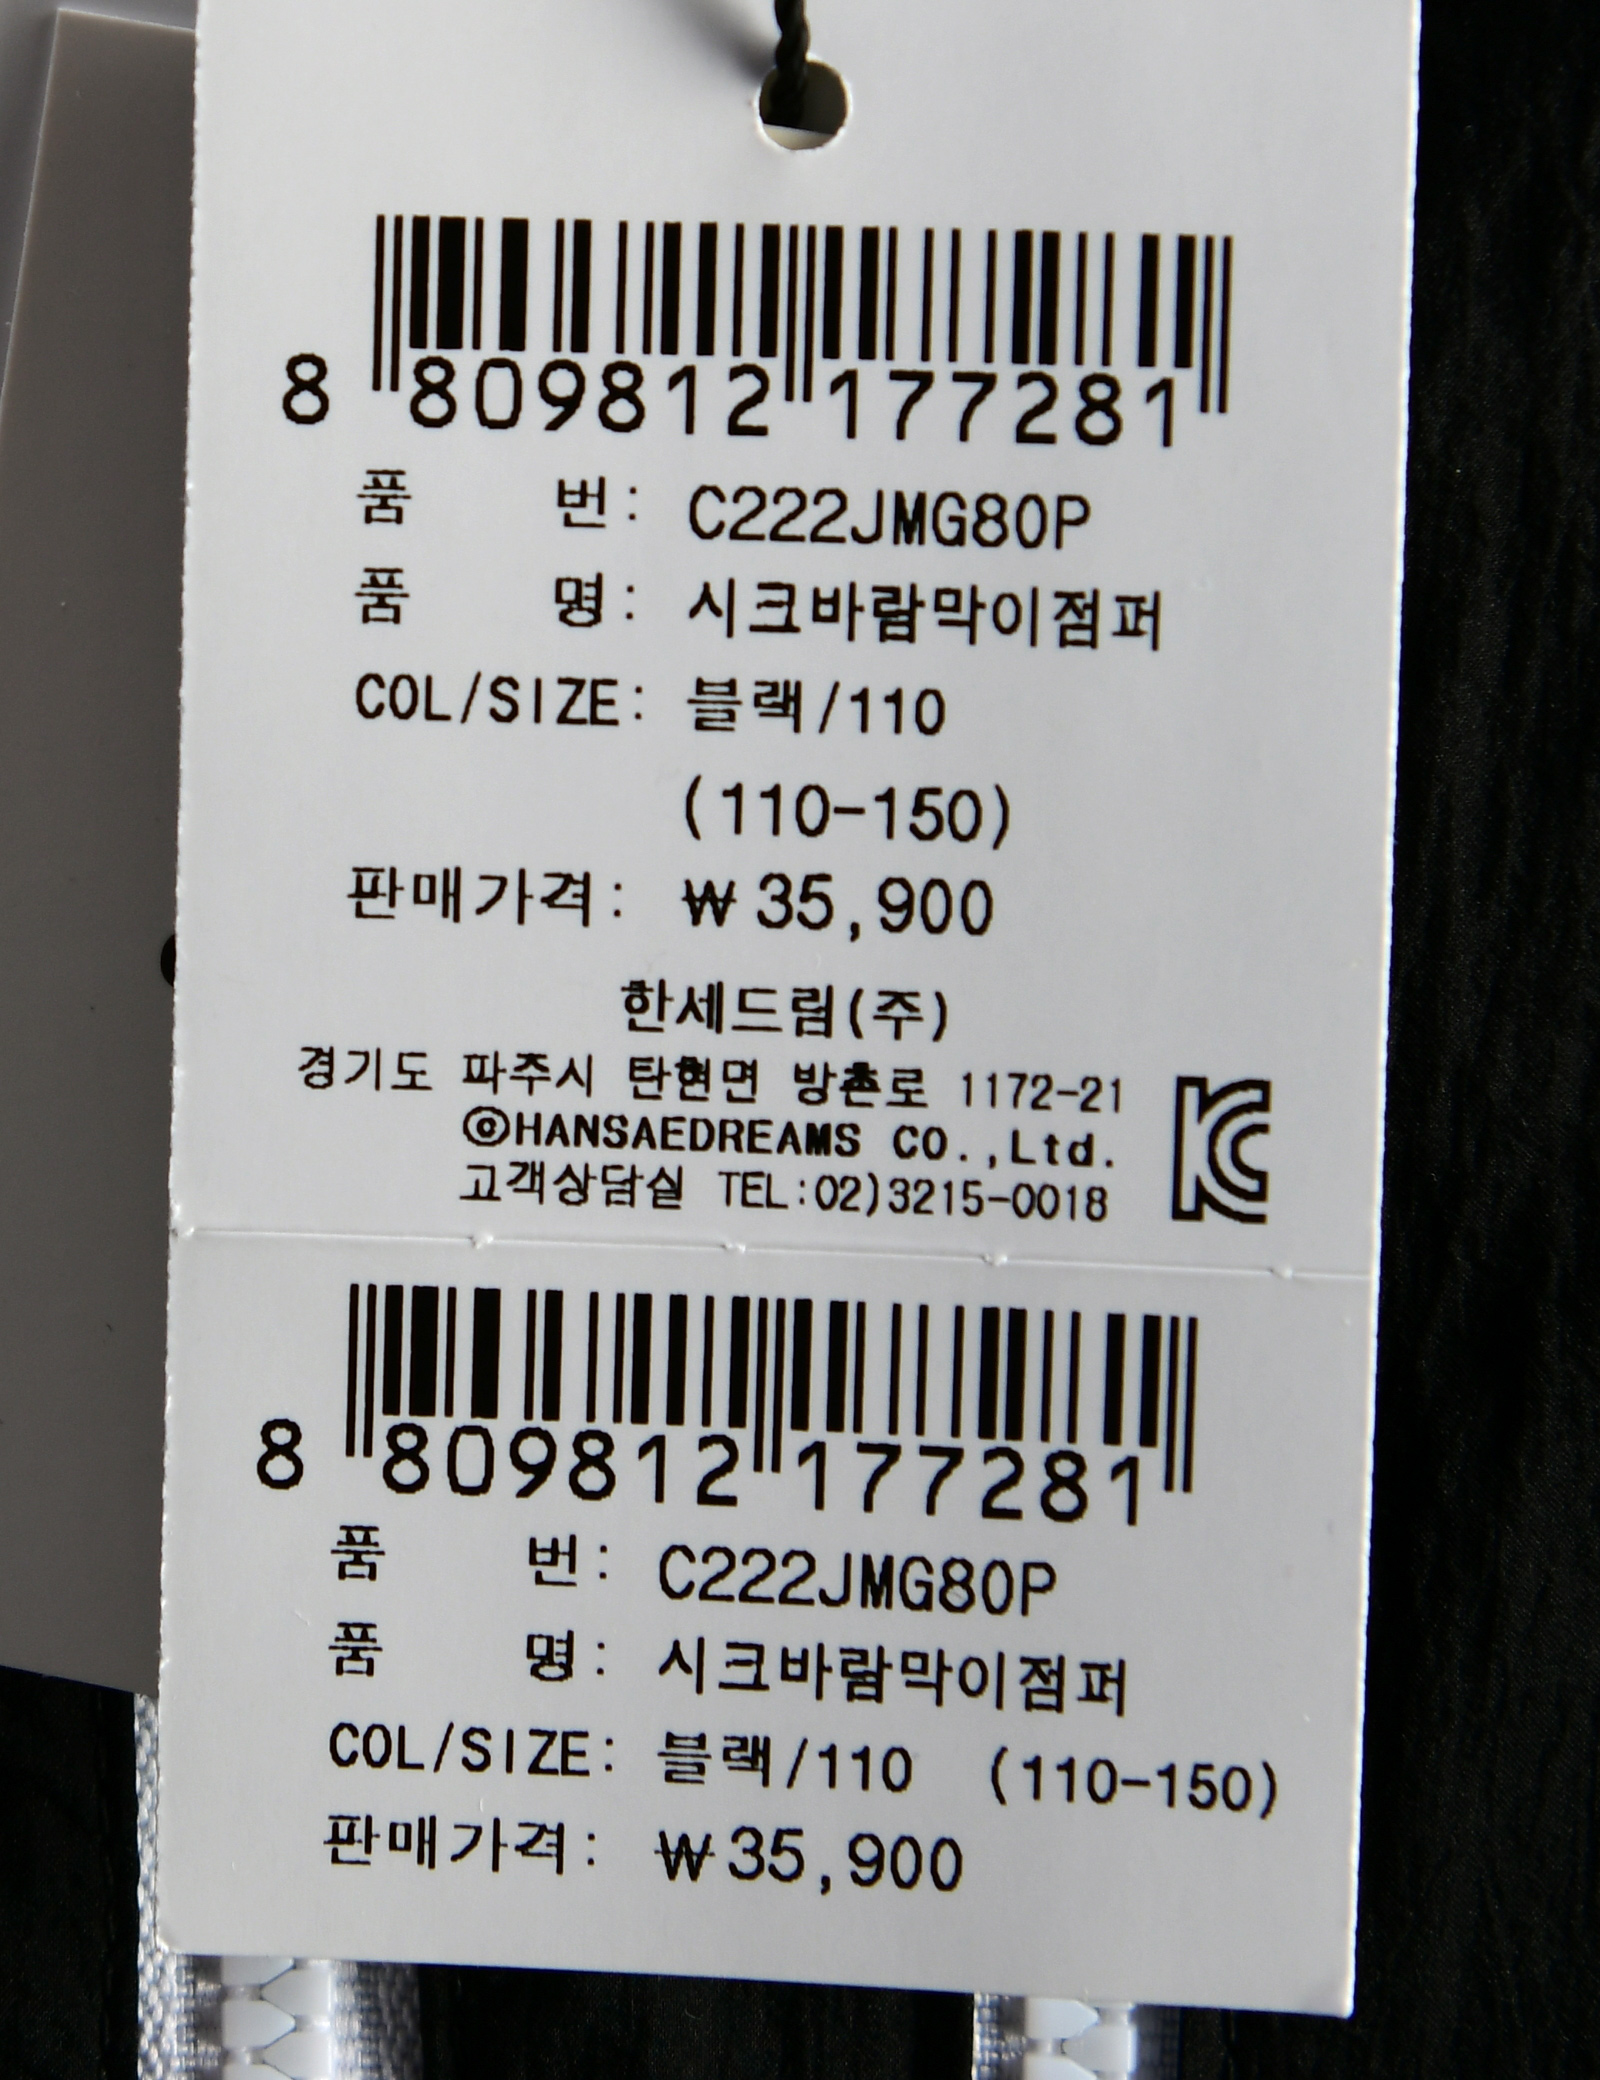 8 809812 177281
품 번: C222JMG80P
품 명: 시크바람막이점퍼
COL/SIZE: 블랙/110
(110-150)
판매가격: ₩35,900
한세드림(주)
경기도 파주시 탄현면 방촌로 1172-21
ⓒHANSAEDREAMS CO.,Ltd.
고객상담실 TEL:02)3215-0018
KC
8 809812 177281
품 번: C222JMG80P
품 명: 시크바람막이점퍼
COL/SIZE: 블랙/110 (110-150)
판매가격: ₩35,900